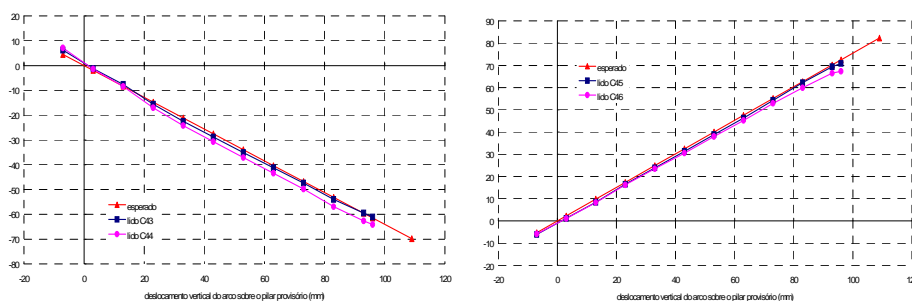 20
10
0
-10
-20
-30
-40
-50
-60
-70
-80
-20 0 20 40 60 80 100 120
esperado
lido C43
lido C44
deslocamento vertical do arco sobre o pilar provisório (mm)
90
80
70
60
50
40
30
20
10
0
-10
-20
-20 0 20 40 60 80 100 120
esperado
lido C45
lido C46
deslocamento vertical do arco sobre o pilar provisório (mm)